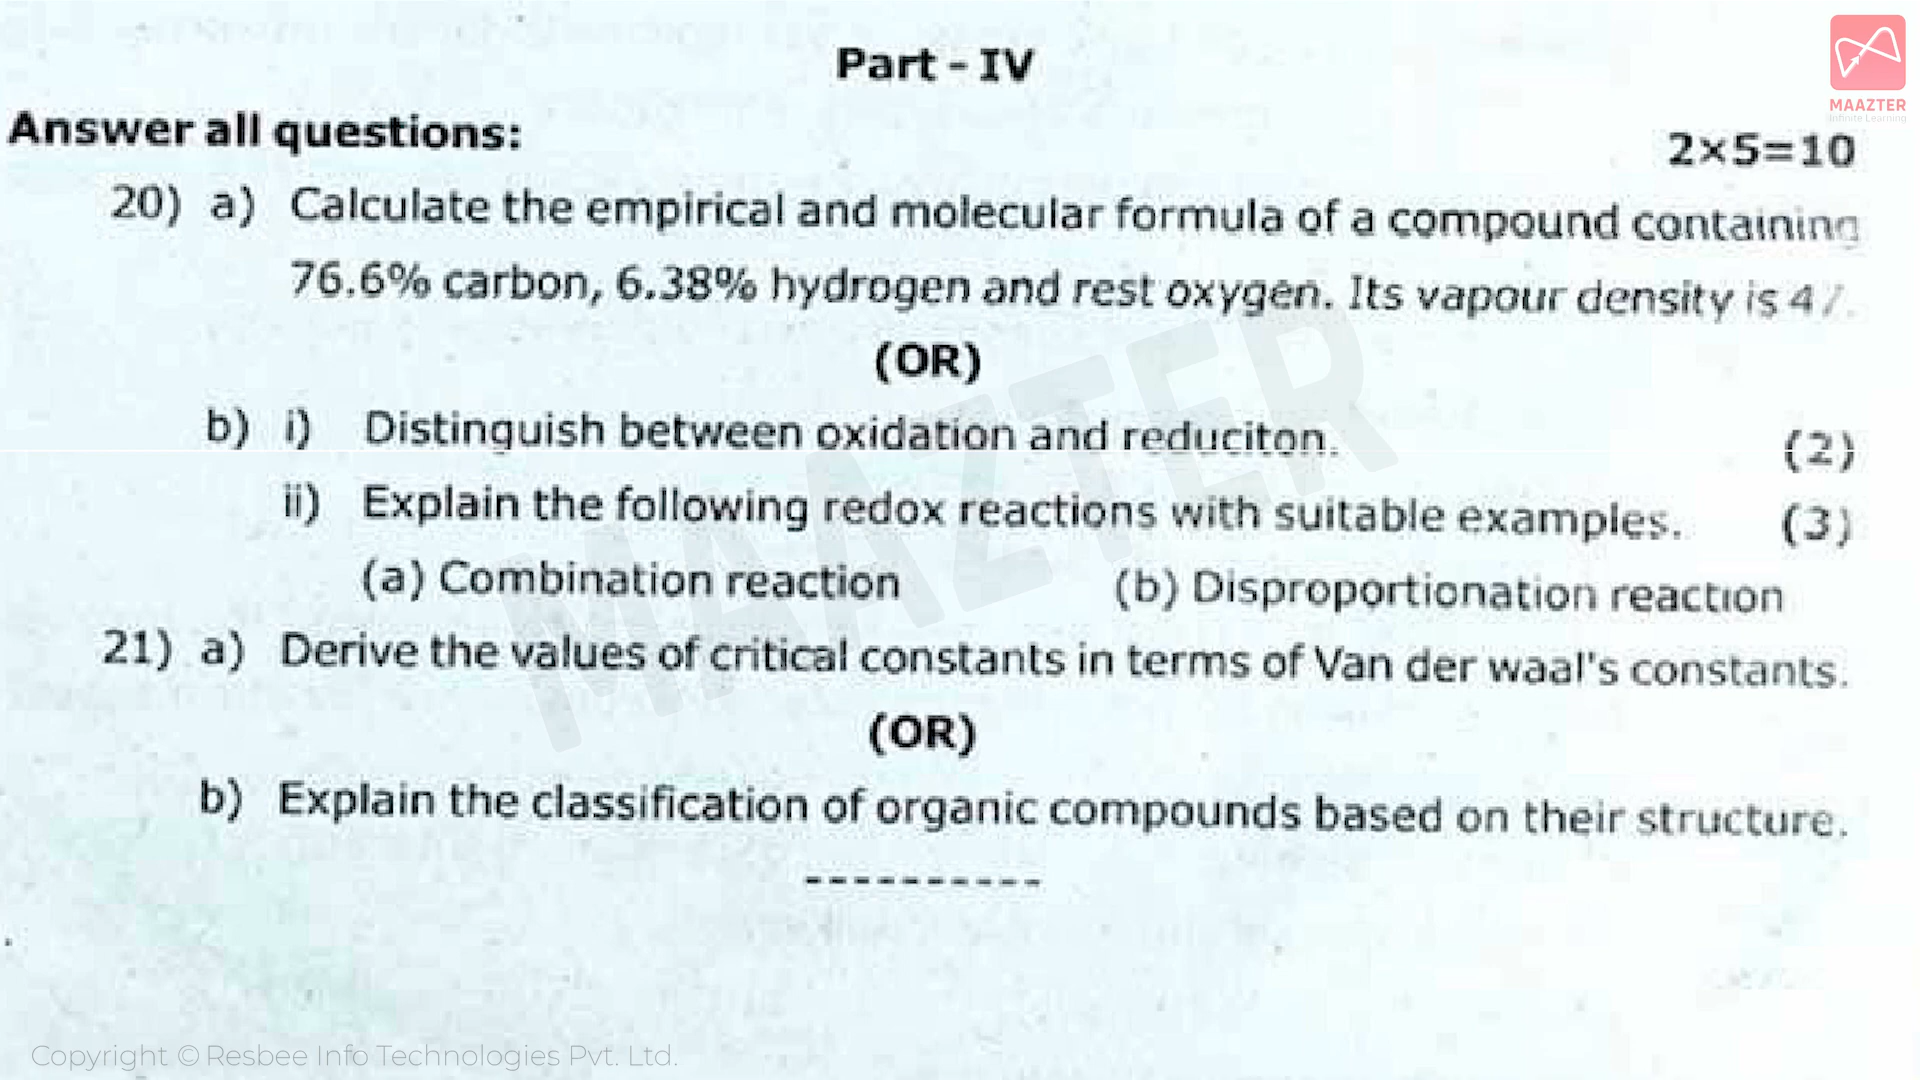 MAAZTER
Infinite Learning
Part - IV
Answer all questions:
2×5=10
20) a) Calculate the empirical and molecular formula of a compound containing
76.6% carbon, 6.38% hydrogen and rest oxygen. Its vapour density is 47.
(OR)
b) i) Distinguish between oxidation and reduciton. (2)
ii) Explain the following redox reactions with suitable examples. (3)
(a) Combination reaction (b) Disproportionation reaction
21) a) Derive the values of critical constants in terms of Van der waal's constants.
(OR)
b) Explain the classification of organic compounds based on their structure.
----------
MAAZTER
Copyright © Resbee Info Technologies Pvt. Ltd.